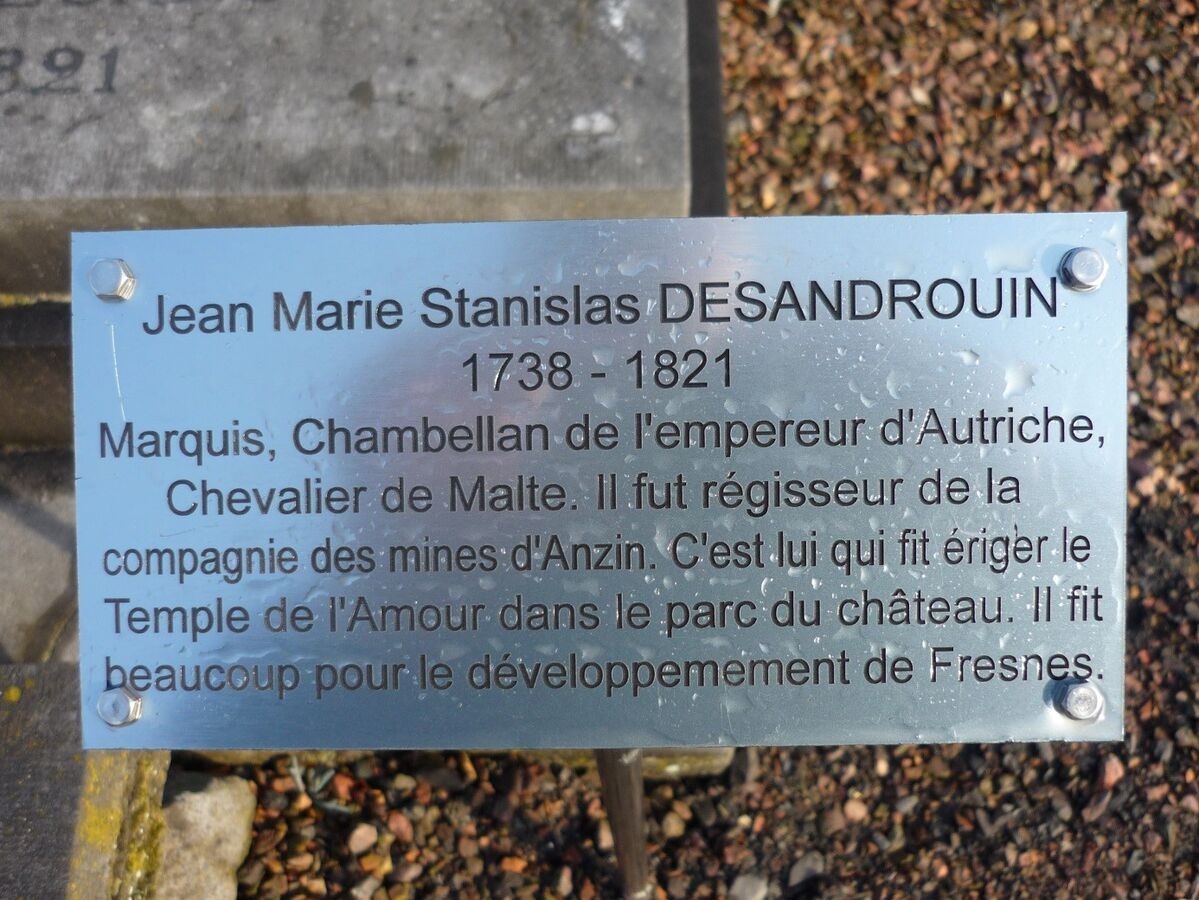 1821
Jean Marie Stanislas DESANDROUIN
1738 - 1821
Marquis, Chambellan de l'empereur d'Autriche,
Chevalier de Malte. Il fut régisseur de la
compagnie des mines d'Anzin. C'est lui qui fit ériger le
Temple de l'Amour dans le parc du château. Il fit
beaucoup pour le développemement de Fresnes.